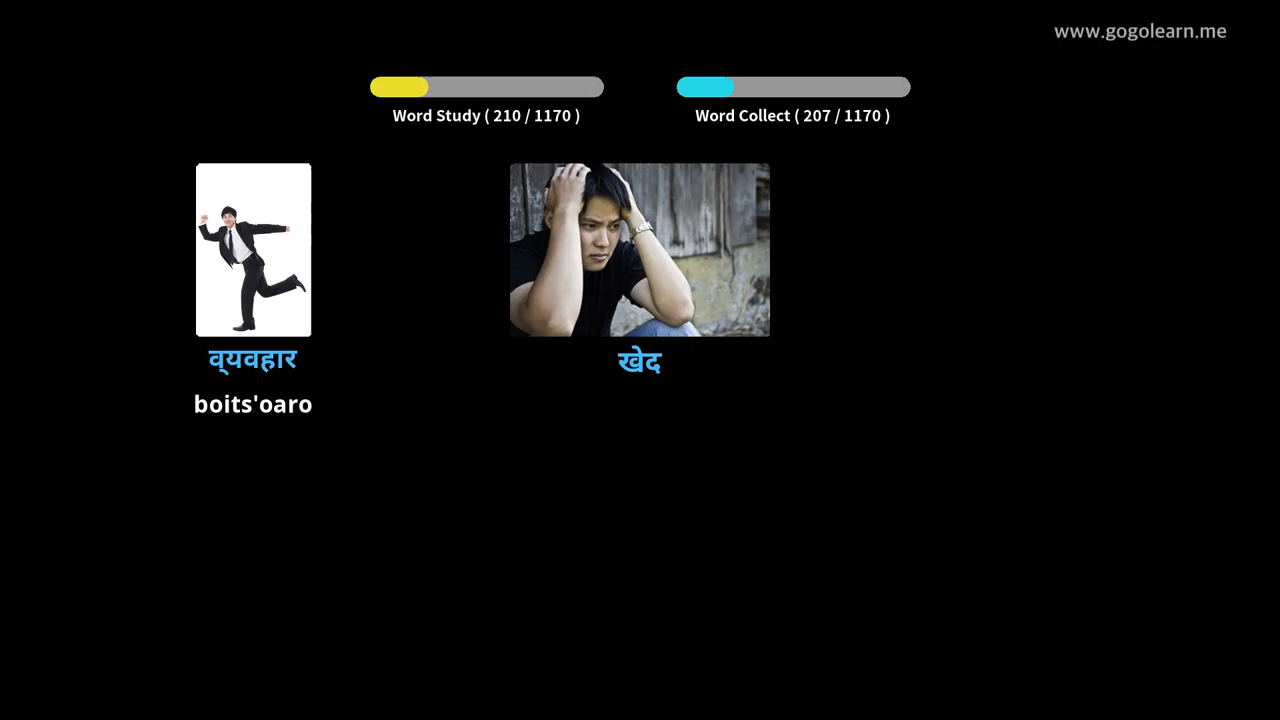 www.gogolearn.me
Word Study ( 210 / 1170 )
Word Collect ( 207 / 1170 )
व्‌यवहार
खेद
boits'oaro